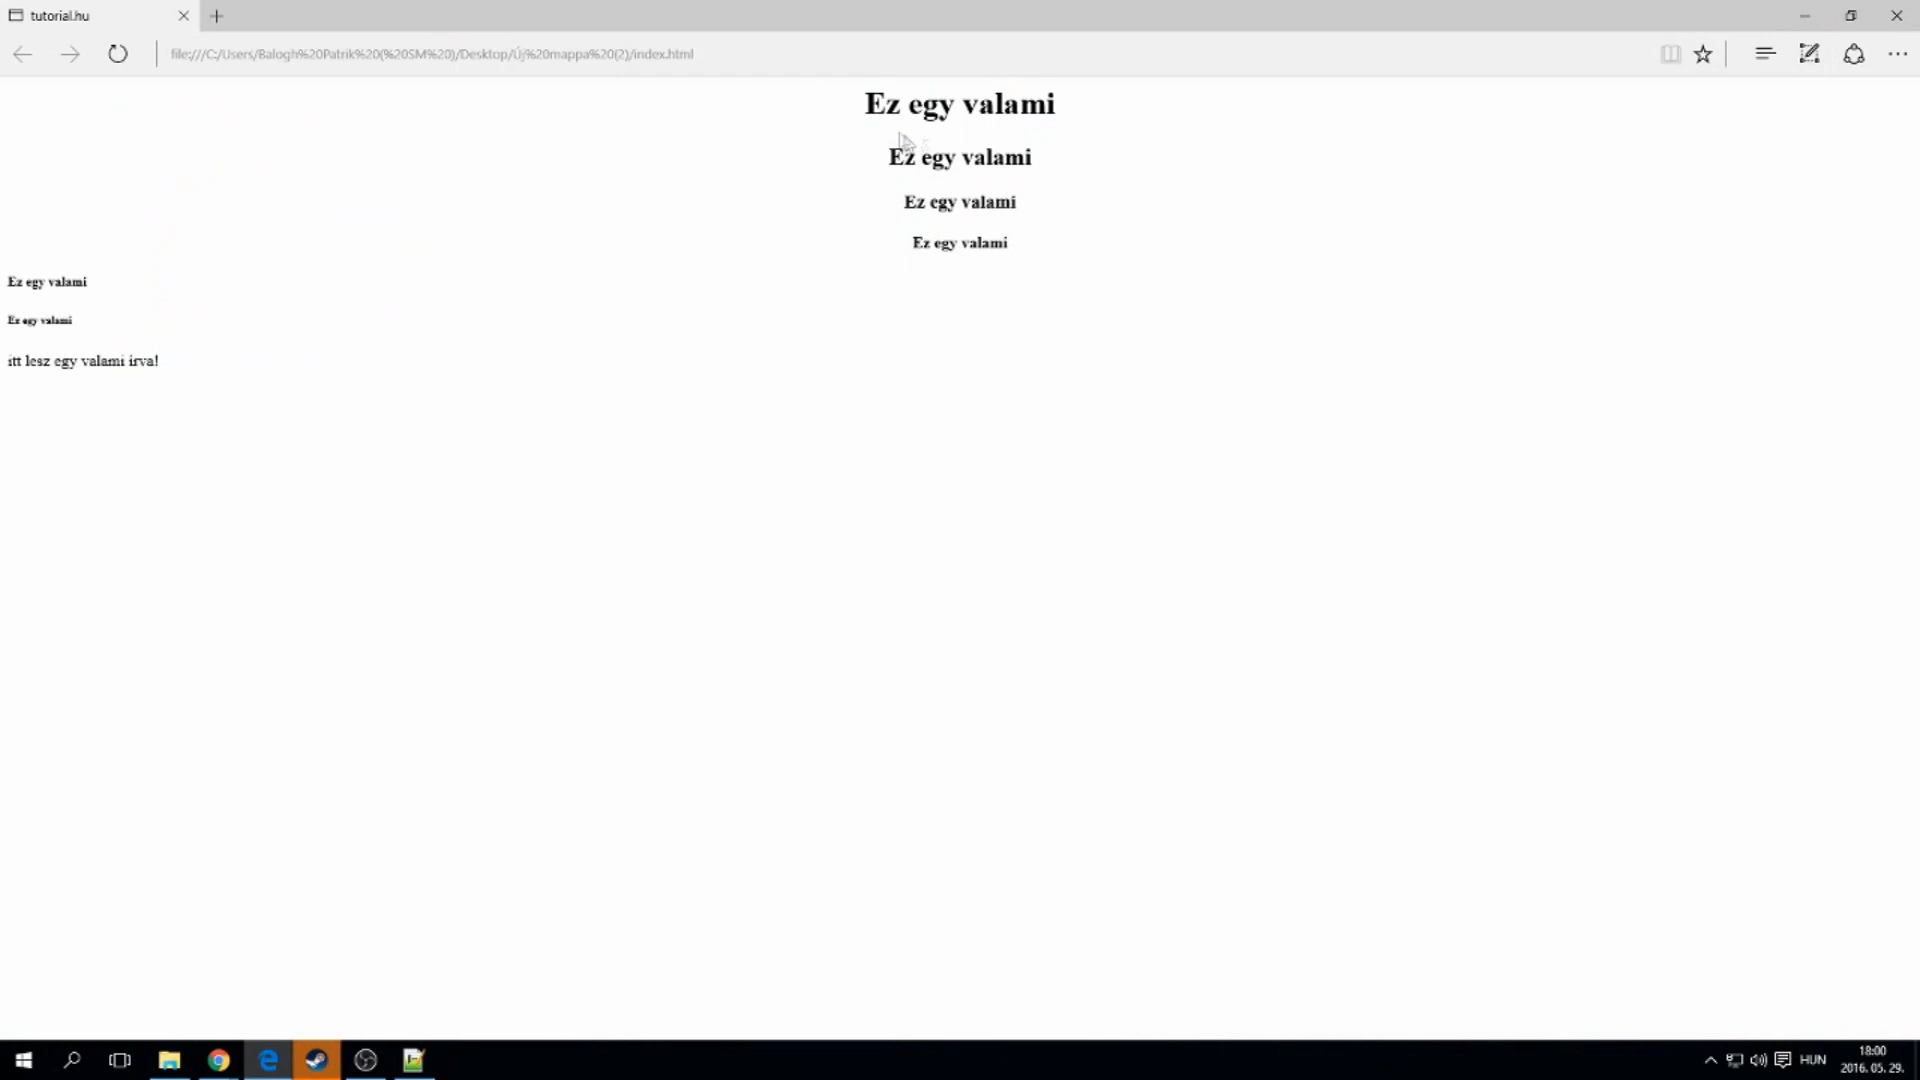 tutorial.hu
file:///C:/Users/Balogh%20Patrik%20(%20SM%20)/Desktop/Új%20mappa%20(2)/index.html
Ez egy valami
Ez egy valami
Ez egy valami
Ez egy valami
Ez egy valami
Ez egy valami
itt lesz egy valami írva!
HUN
18:00
2016. 05. 29.